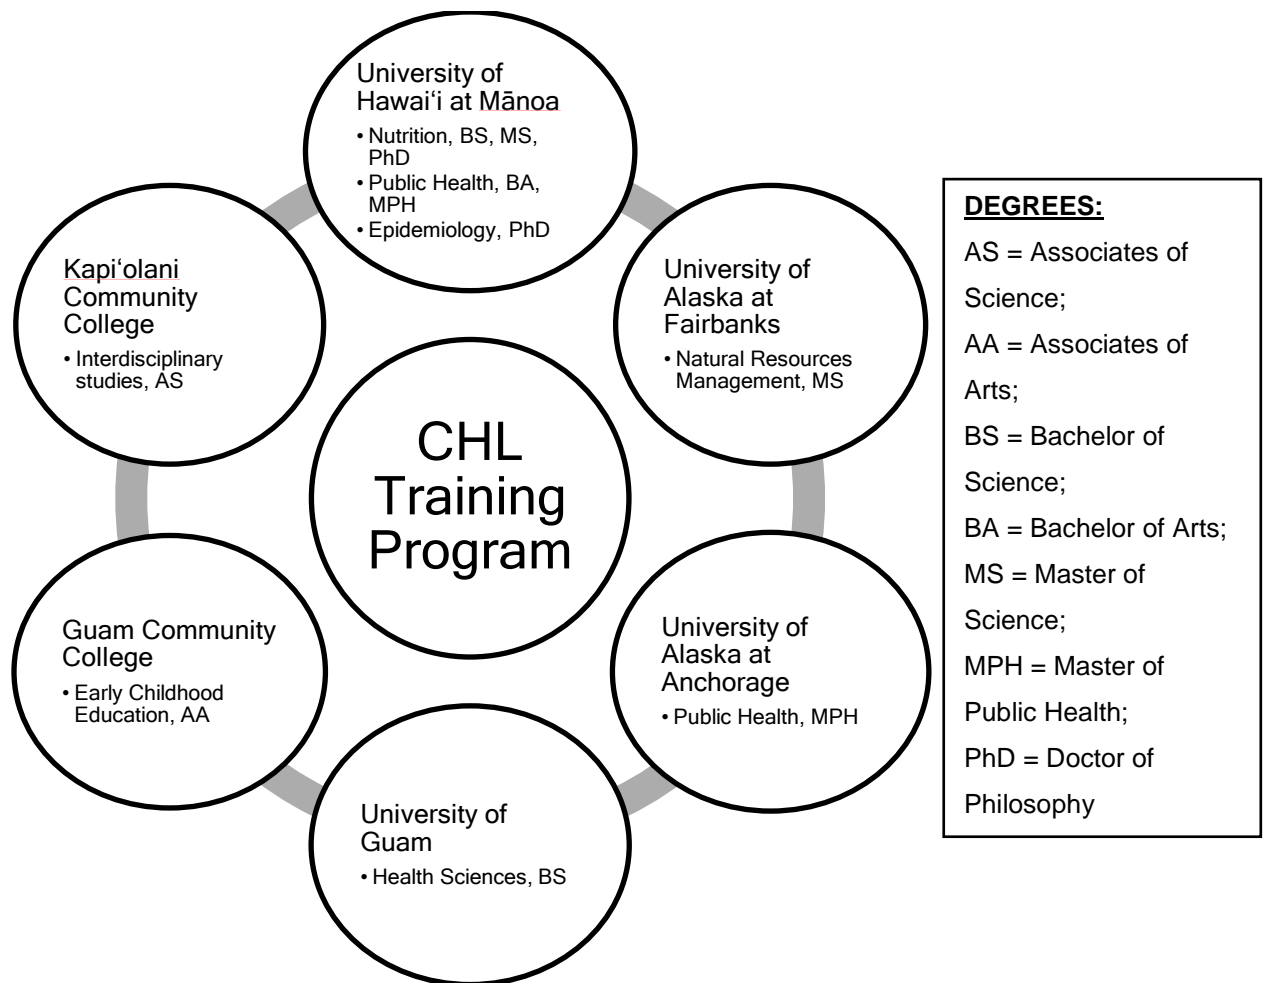 University of
Hawaiʻi at Mānoa
• Nutrition, BS, MS,
PhD
• Public Health, BA,
MPH
• Epidemiology, PhD
University of
Alaska at
Fairbanks
• Natural Resources
Management, MS
University of
Alaska at
Anchorage
• Public Health, MPH
University of
Guam
• Health Sciences, BS
Guam Community
College
• Early Childhood
Education, AA
Kapiʻolani
Community
College
• Interdisciplinary
studies, AS
CHL
Training
Program
DEGREES:
AS = Associates of
Science;
AA = Associates of
Arts;
BS = Bachelor of
Science;
BA = Bachelor of Arts;
MS = Master of
Science;
MPH = Master of
Public Health;
PhD = Doctor of
Philosophy